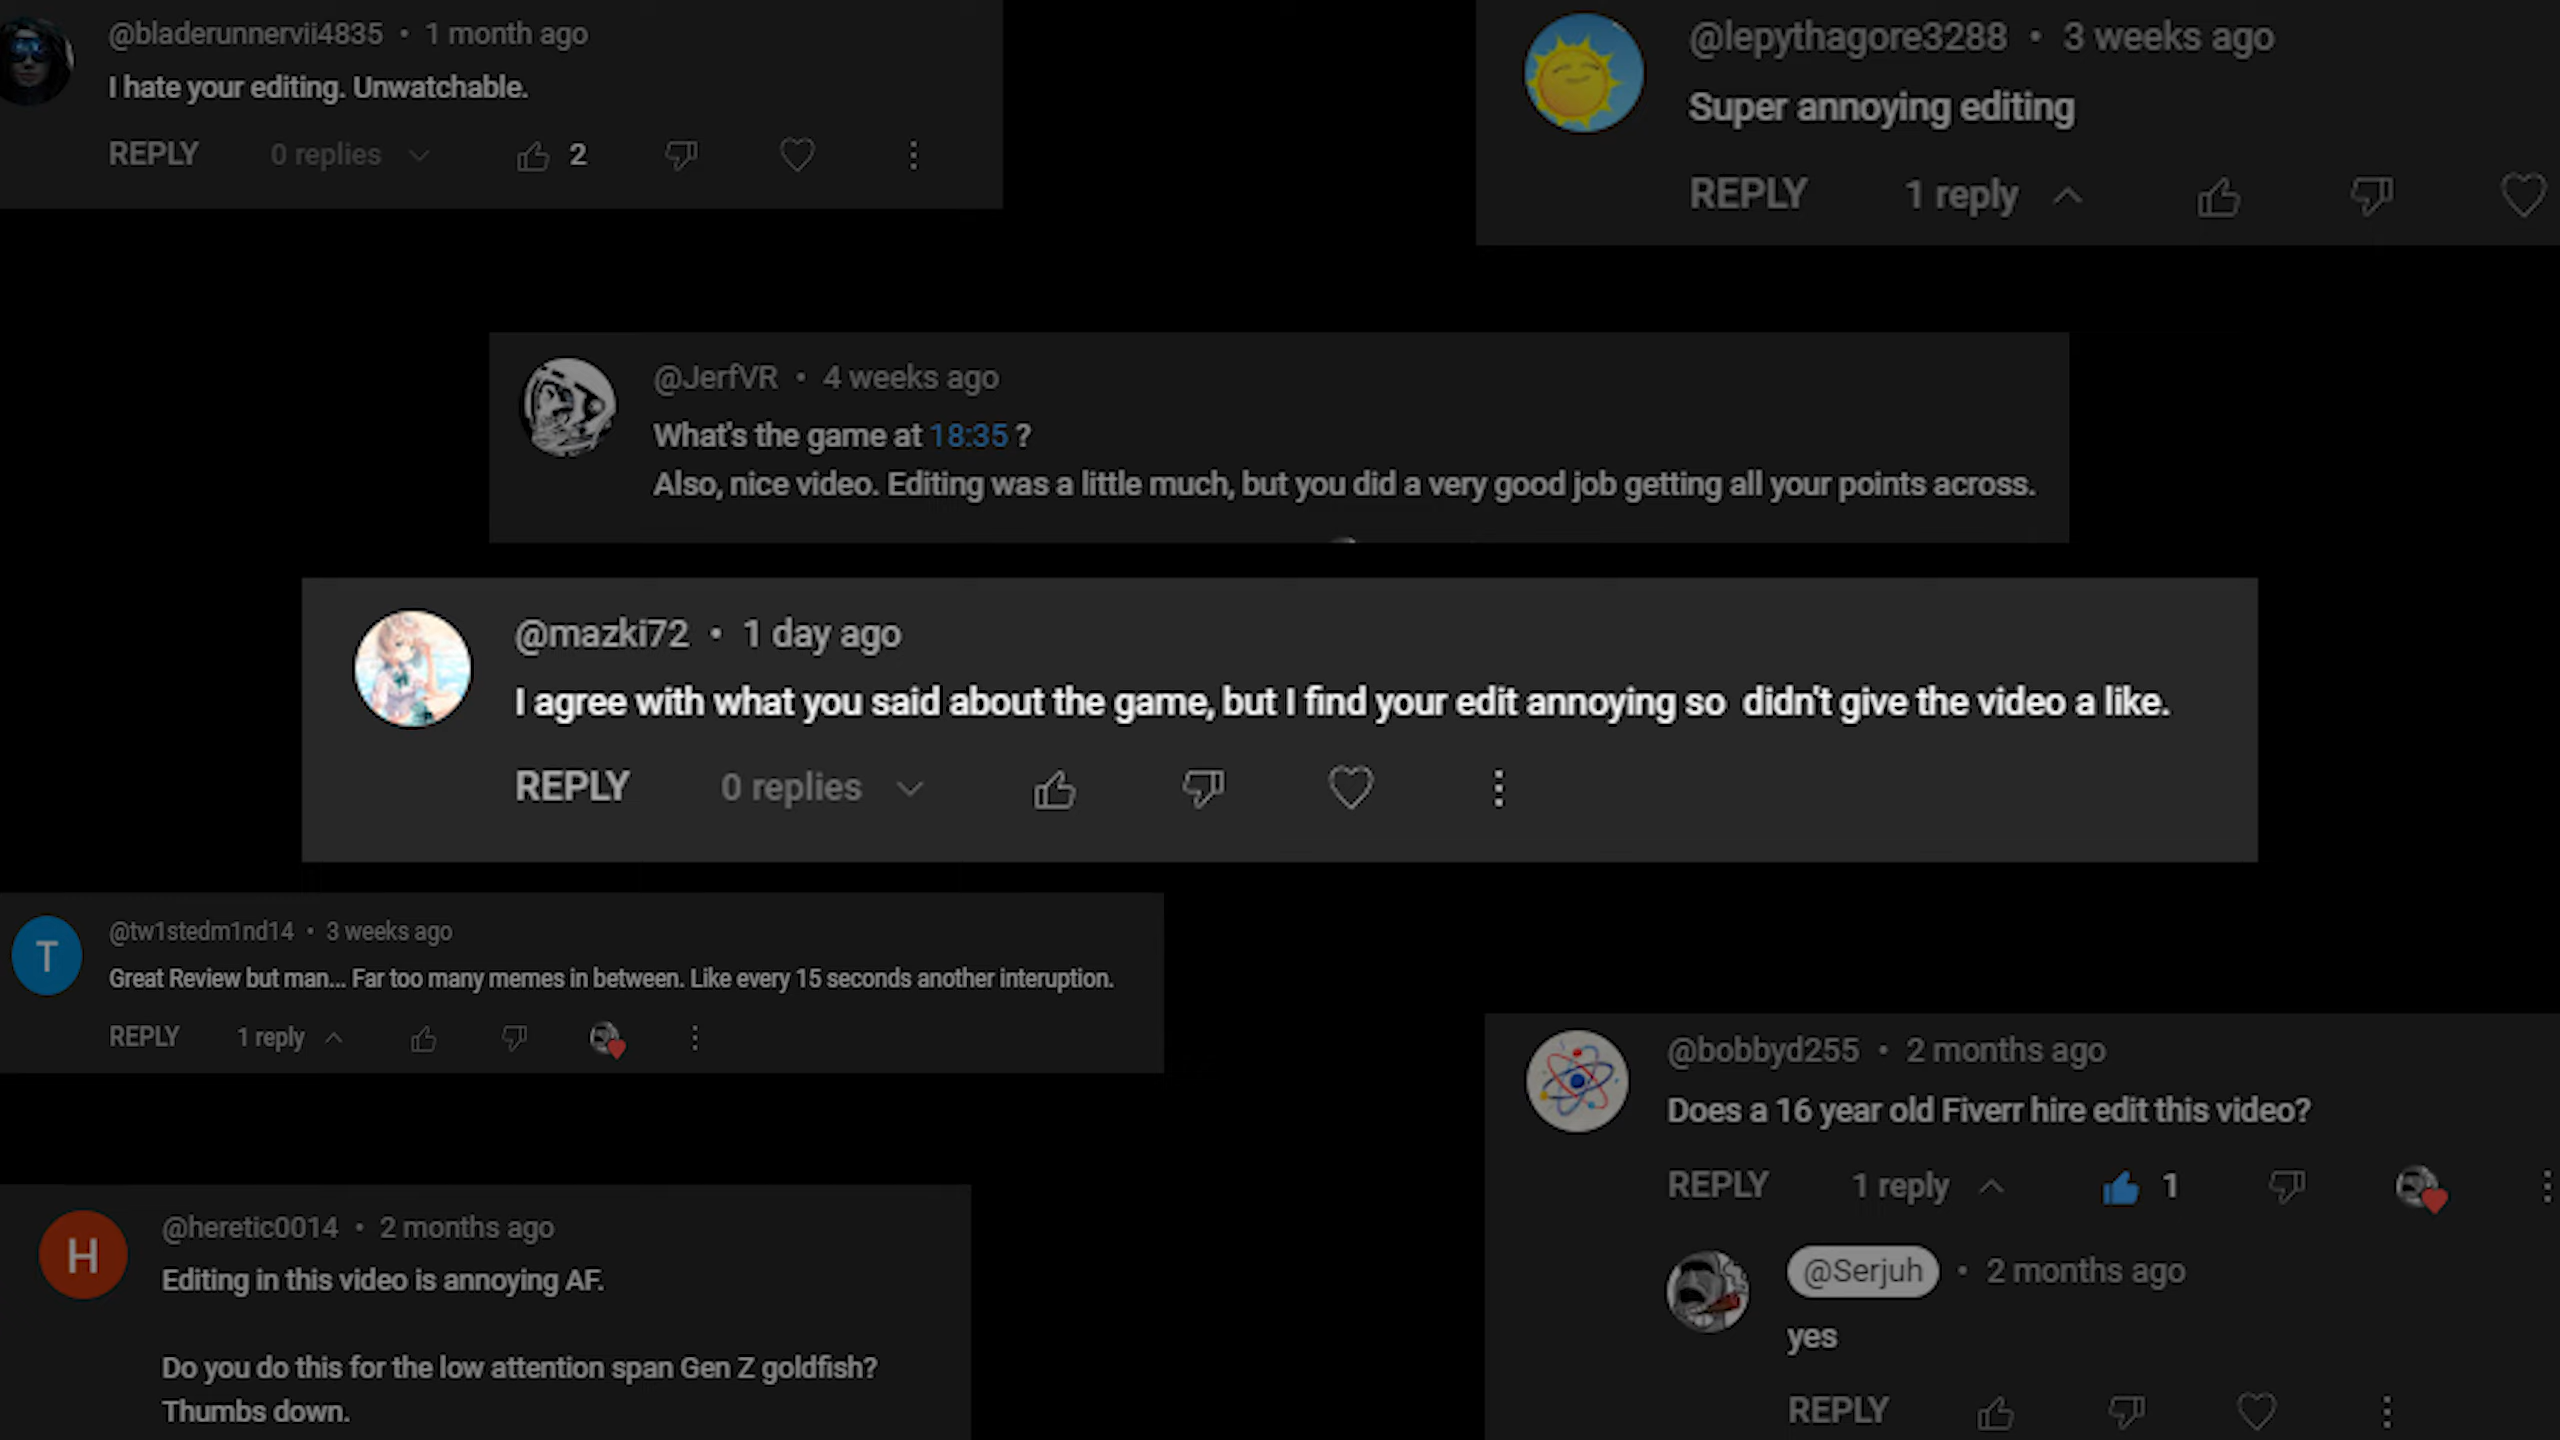 @bladerunnervii4835 • 1 month ago
I hate your editing. Unwatchable.
REPLY 0 replies 2
@lepythagore3288 • 3 weeks ago
Super annoying editing
REPLY 1 reply
@JerfVR • 4 weeks ago
What's the game at 18:35 ?
Also, nice video. Editing was a little much, but you did a very good job getting all your points across.
@mazki72 • 1 day ago
I agree with what you said about the game, but I find your edit annoying so didn't give the video a like.
REPLY 0 replies
T
@tw1stedm1nd14 • 3 weeks ago
Great Review but man... Far too many memes in between. Like every 15 seconds another interuption.
REPLY 1 reply
@bobbyd255 • 2 months ago
Does a 16 year old Fiverr hire edit this video?
REPLY 1 reply 1
@Serjuh • 2 months ago
yes
REPLY
H
@heretic0014 • 2 months ago
Editing in this video is annoying AF.
Do you do this for the low attention span Gen Z goldfish?
Thumbs down.